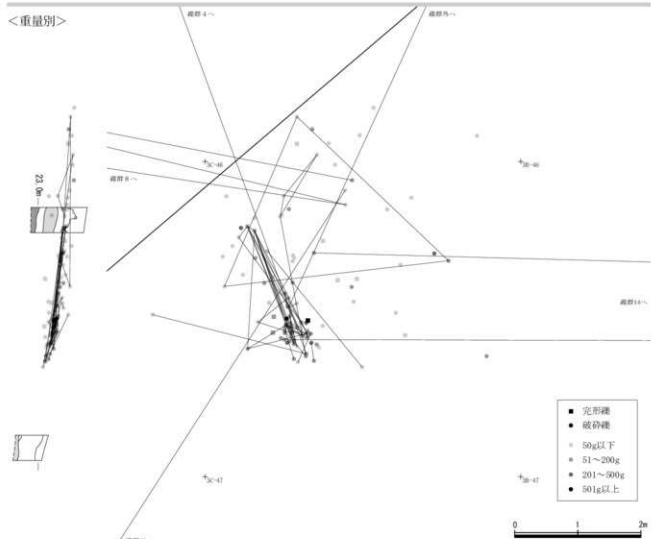 <重量別>
礫群4へ
礫群外へ
3C-46
3B-46
23.0m
礫群8へ
礫群14へ
完形礫
破砕礫
50g以下
51～200g
201～500g
501g以上
3C-47
3B-47
0 1 2m